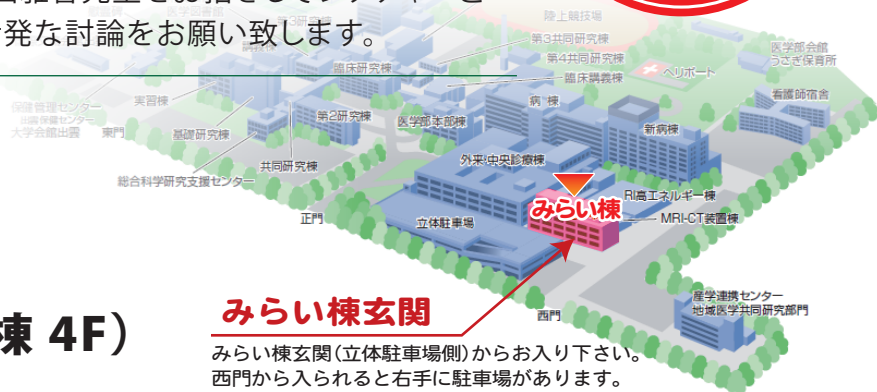 発な討論をお願い致します。
陸上競技場
第3共同研究棟
第4共同研究棟
臨床講義棟
ヘリポート
医学部会館
うさぎ保育所
看護師宿舎
臨床研究棟
病 棟
新病棟
保健管理センター
出雲保健センター
大学会館出雲
東門
実習棟
基礎研究棟
第2研究棟
医学部本部棟
共同研究棟
総合科学研究支援センター
外来・中央診療棟
正門
立体駐車場
みらい棟
RI高エネルギー棟
MRI-CT装置棟
西門
産学連携センター
地域医学共同研究部門
棟 4F）
みらい棟玄関
みらい棟玄関（立体駐車場側）からお入り下さい。
西門から入られると右手に駐車場があります。